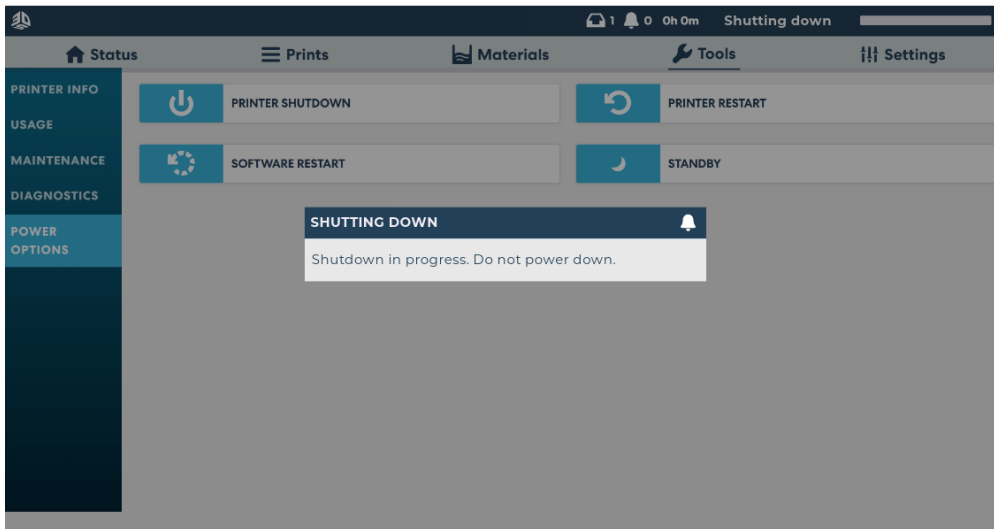 1 0 0h 0m Shutting down
Status Prints Materials Tools Settings
PRINTER INFO
USAGE
MAINTENANCE
DIAGNOSTICS
POWER
OPTIONS
PRINTER SHUTDOWN
PRINTER RESTART
SOFTWARE RESTART
STANDBY
SHUTTING DOWN
Shutdown in progress. Do not power down.